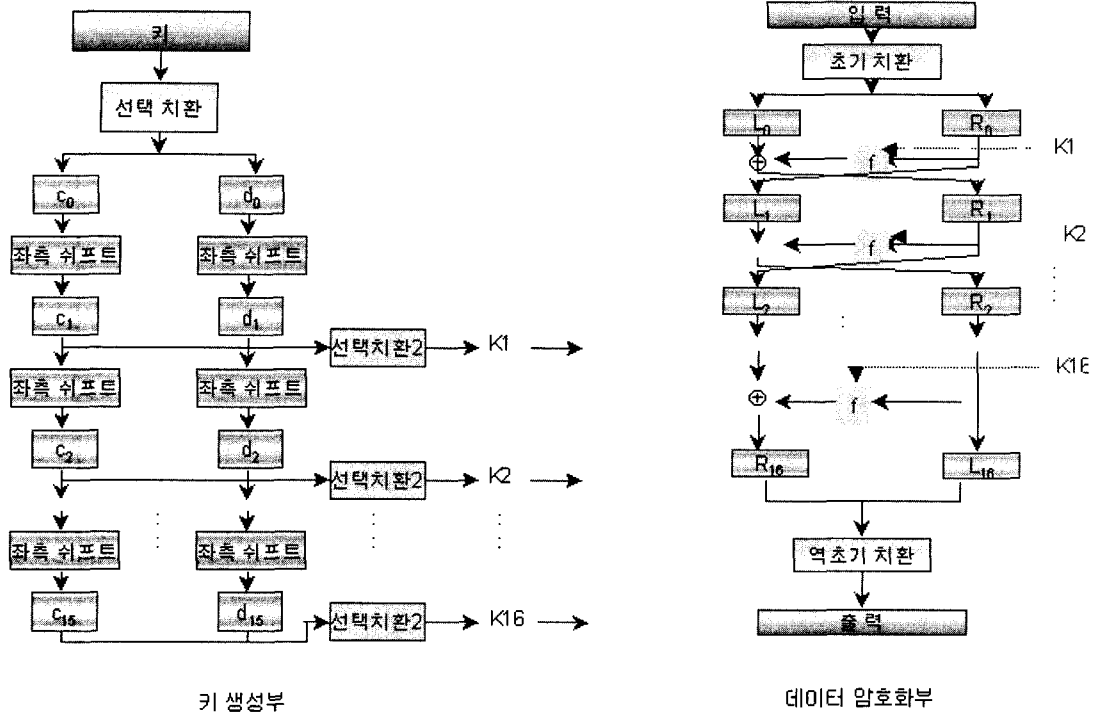 키
선택 치환
c0 d0
좌측 쉬프트 좌측 쉬프트
c1 d1
선택치환2 K1
좌측 쉬프트 좌측 쉬프트
c2 d2
선택치환2 K2
좌측 쉬프트 좌측 쉬프트
c15 d15
선택치환2 K16
키 생성부
입력
초기 치환
L0 R0
f K1
L1 R1
f K2
L2 R2
f K16
R16 L16
역초기 치환
출력
데이터 암호화부